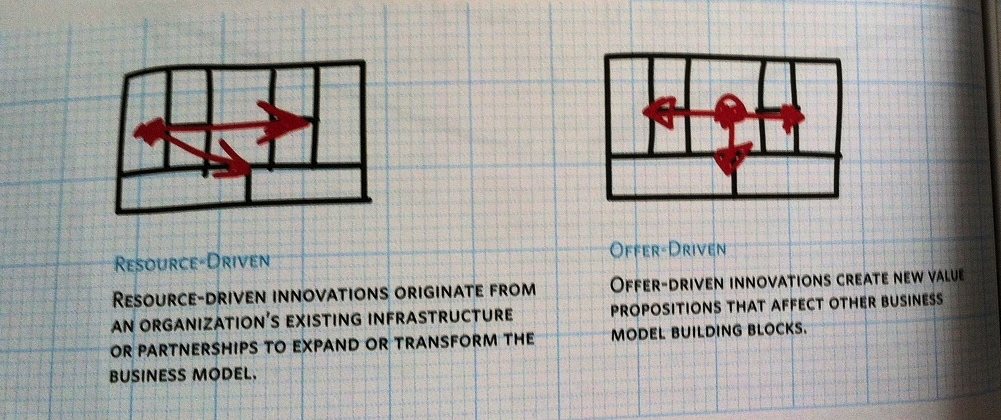 RESOURCE-DRIVEN
RESOURCE-DRIVEN INNOVATIONS ORIGINATE FROM
AN ORGANIZATION'S EXISTING INFRASTRUCTURE
OR PARTNERSHIPS TO EXPAND OR TRANSFORM THE
BUSINESS MODEL.
OFFER-DRIVEN
OFFER-DRIVEN INNOVATIONS CREATE NEW VALUE
PROPOSITIONS THAT AFFECT OTHER BUSINESS
MODEL BUILDING BLOCKS.